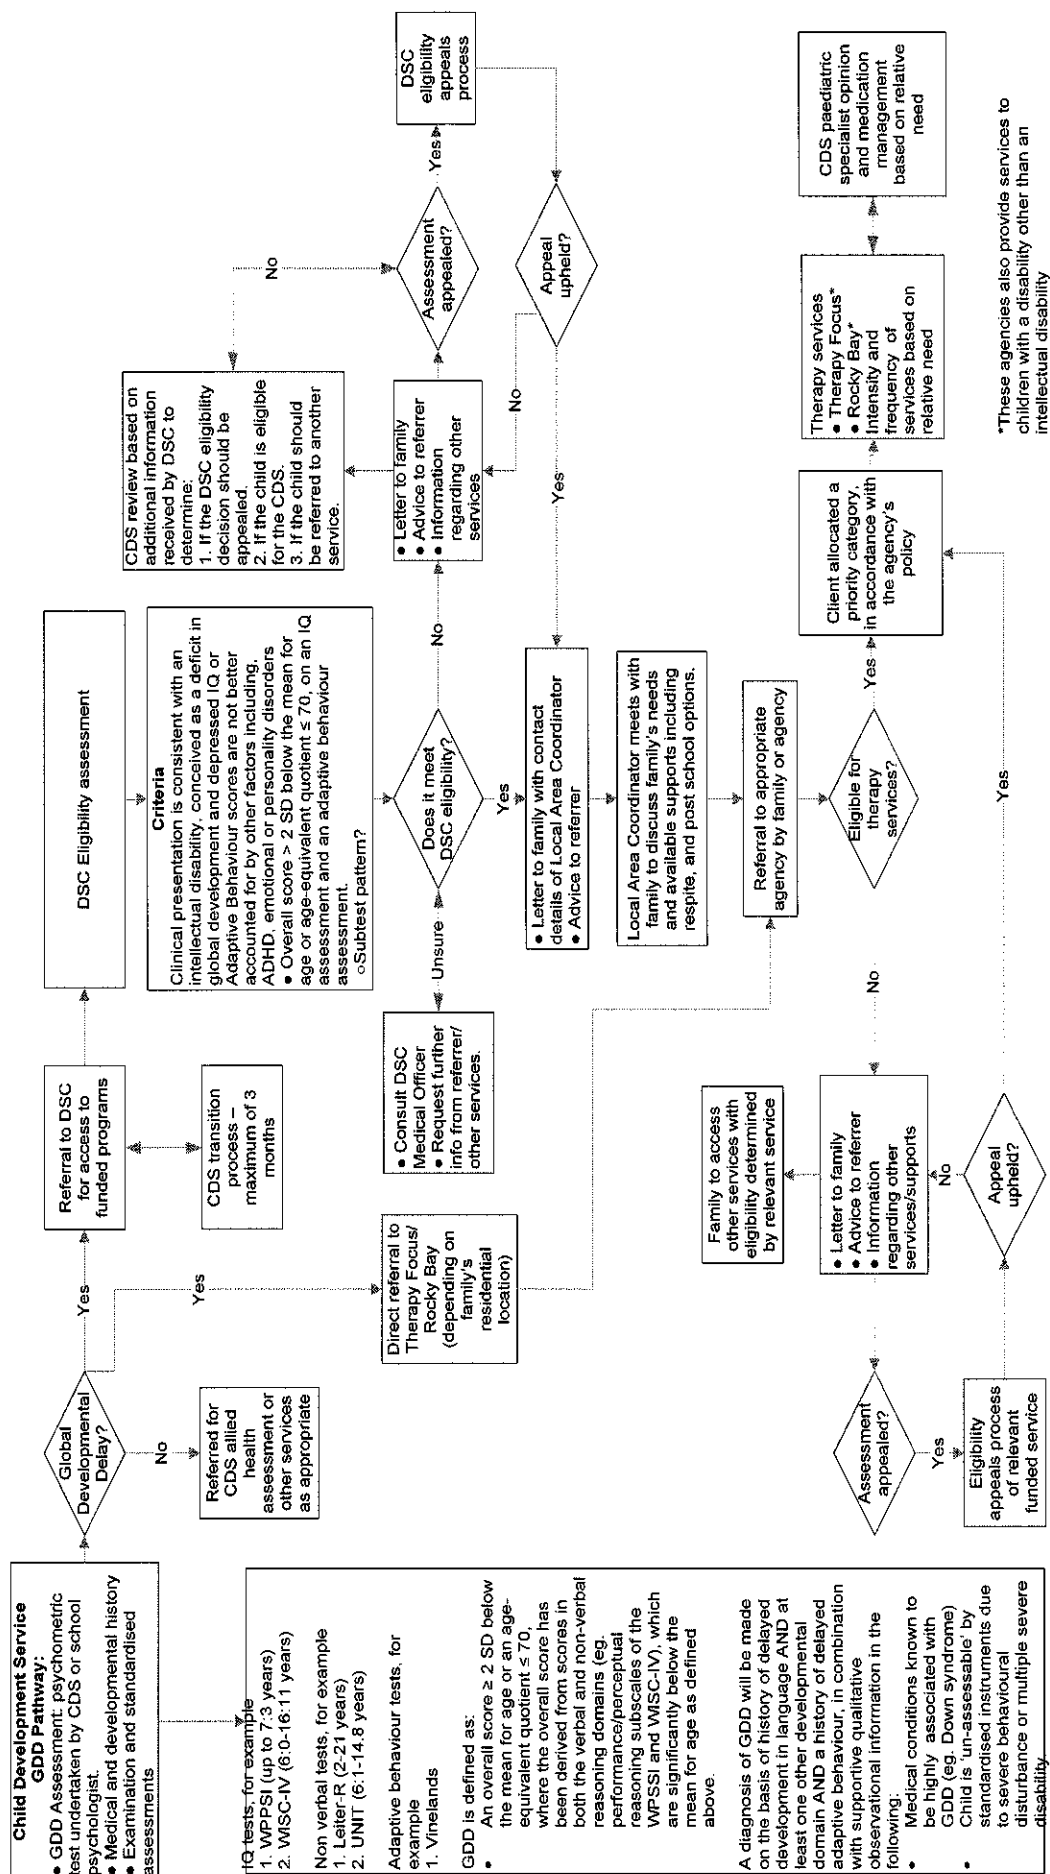 Child Development Service
GDD Pathway:
● GDD Assessment: psychometric
test undertaken by CDS or school
psychologist.
● Medical and developmental history
● Examination and standardised
assessments
IQ tests, for example
1. WPPSI (up to 7:3 years)
2. WISC-IV (6:0-16:11 years)
Non verbal tests, for example
1. Leiter-R (2-21 years)
2. UNIT (6:1-14.8 years)
Adaptive behaviour tests, for
example
1. Vinelands
GDD is defined as:
● An overall score ≥ 2 SD below
the mean for age or an age-
equivalent quotient ≤ 70,
where the overall score has
been derived from scores in
both the verbal and non-verbal
reasoning domains (eg.
performance/perceptual
reasoning subscales of the
WPSSI and WISC-IV), which
are significantly below the
mean for age as defined
above.
A diagnosis of GDD will be made
on the basis of history of delayed
development in language AND at
least one other developmental
domain AND a history of delayed
adaptive behaviour, in combination
with supportive qualitative
observational information in the
following:
● Medical conditions known to
be highly associated with
GDD (eg. Down syndrome)
● Child is 'un-assessable' by
standardised instruments due
to severe behavioural
disturbance or multiple severe
disability.
Global
Developmental
Delay?
Yes
No
Yes
Referred for
CDS allied
health
assessment or
other services
as appropriate
Referral to DSC
for access to
funded programs
CDS transition
process –
maximum of 3
months
Direct referral to
Therapy Focus/
Rocky Bay
(depending on
family's
residential
location)
DSC Eligibility assessment
Criteria
Clinical presentation is consistent with an
intellectual disability, conceived as a deficit in
global development and depressed IQ or
Adaptive Behaviour scores are not better
accounted for by other factors including,
ADHD, emotional or personality disorders
● Overall score > 2 SD below the mean for
age or age-equivalent quotient ≤ 70, on an IQ
assessment and an adaptive behaviour
assessment.
○Subtest pattern?
Does it meet
DSC eligibility?
Unsure
No
Yes
● Consult DSC
Medical Officer
● Request further
info from referrer/
other services.
● Letter to family
● Advice to referrer
● Information
regarding other
services
CDS review based on
additional information
received by DSC to
determine:
1. If the DSC eligibility
decision should be
appealed.
2. If the child is eligible
for the CDS.
3. If the child should
be referred to another
service.
No
Assessment
appealed?
Yes
DSC
eligibility
appeals
process
Appeal
upheld?
No
Yes
● Letter to family with contact
details of Local Area Coordinator
● Advice to referrer
Local Area Coordinator meets with
family to discuss family's needs
and available supports including
respite, and post school options.
Referral to appropriate
agency by family or agency
Eligible for
therapy
services?
Yes
No
Client allocated a
priority category,
in accordance with
the agency's
policy
Therapy services
● Therapy Focus*
● Rocky Bay*
Intensity and
frequency of
services based on
relative need
CDS paediatric
specialist opinion
and medication
management
based on relative
need
Family to access
other services with
eligibility determined
by relevant service
● Letter to family
● Advice to referrer
● Information
regarding other
services/supports
Assessment
appealed?
Yes
Eligibility
appeals process
of relevant
funded service
Appeal
upheld?
No
Yes
*These agencies also provide services to
children with a disability other than an
intellectual disability